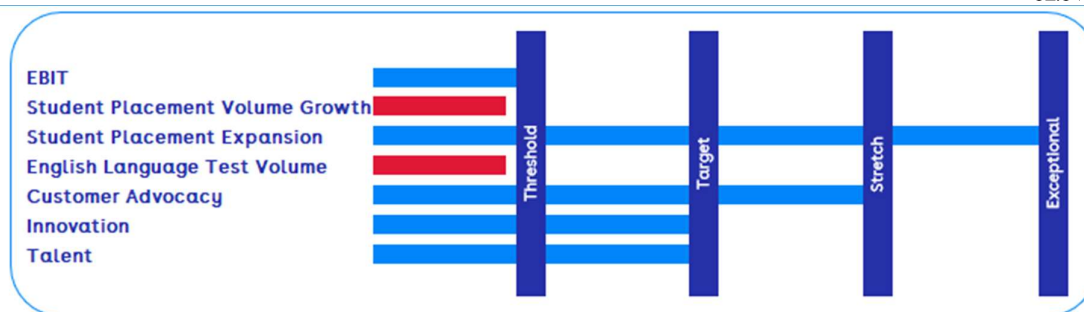 EBIT
Student Placement Volume Growth
Student Placement Expansion
English Language Test Volume
Customer Advocacy
Innovation
Talent
Threshold
Target
Stretch
Exceptional